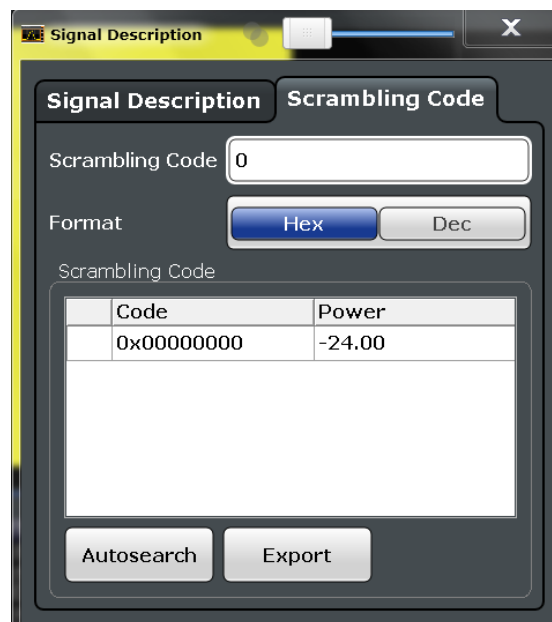 Signal Description
X
Signal Description Scrambling Code
Scrambling Code 0
Format Hex Dec
Scrambling Code
Code Power
0x00000000 -24.00
Autosearch Export